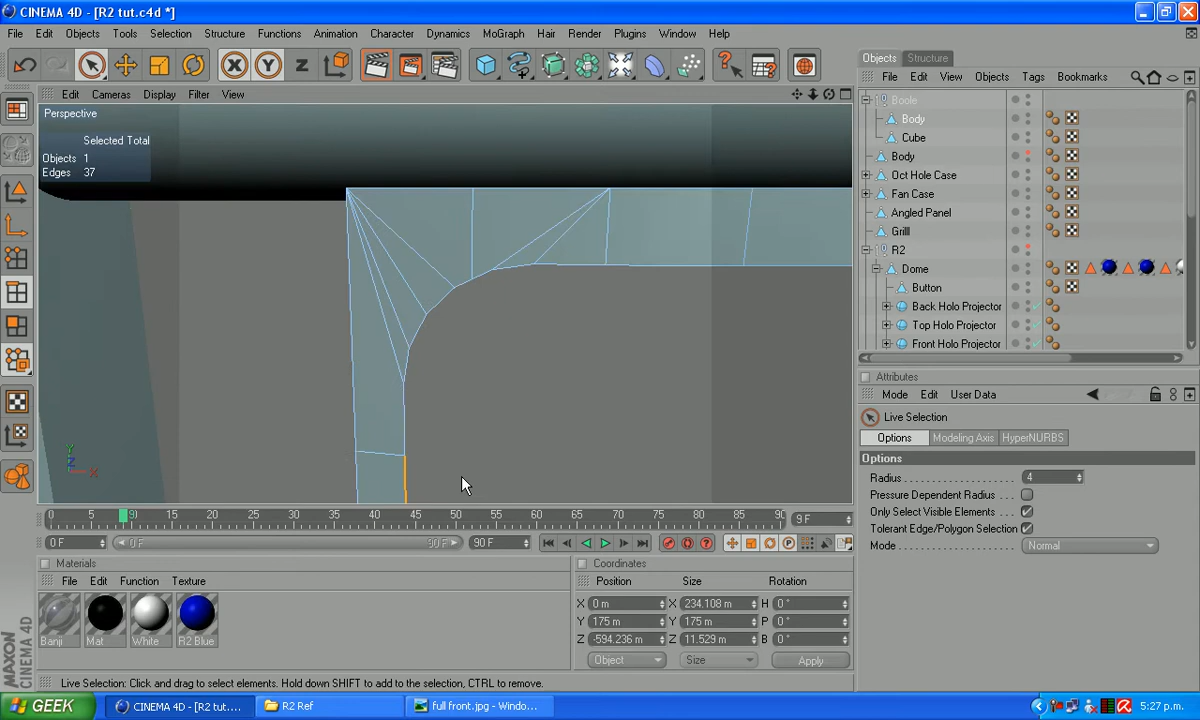 CINEMA 4D - [R2 tut.c4d *]
File Edit Objects Tools Selection Structure Functions Animation Character Dynamics MoGraph Hair Render Plugins Window Help
Edit Cameras Display Filter View
Perspective
Selected Total
Objects 1
Edges 37
Objects Structure
File Edit View Objects Tags Bookmarks
Boole
Body
Cube
Body
Oct Hole Case
Fan Case
Angled Panel
Grill
R2
Dome
Button
Back Holo Projector
Top Holo Projector
Front Holo Projector
Attributes
Mode Edit User Data
Live Selection
Options Modeling Axis HyperNURBS
Options
Radius 4
Pressure Dependent Radius
Only Select Visible Elements
Tolerant Edge/Polygon Selection
Mode Normal
0 5 9 15 20 25 30 35 40 45 50 55 60 65 70 75 80 85 90 9 F
0 F 0 F 90 F 90 F
Materials
File Edit Function Texture
Banji Mat White R2 Blue
Coordinates
Position Size Rotation
X 0 m X 234.108 m H 0 °
Y 175 m Y 175 m P 0 °
Z -594.236 m Z 11.529 m B 0 °
Object Size Apply
MAXON
CINEMA 4D
Live Selection: Click and drag to select elements. Hold down SHIFT to add to the selection, CTRL to remove.
GEEK CINEMA 4D - [R2 tut.... R2 Ref full front.jpg - Windo... 5:27 p.m.